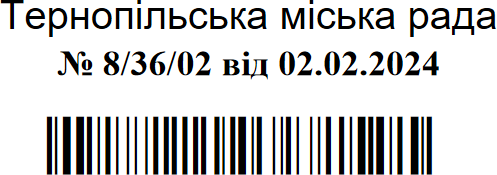 Тернопільська міська рада
№ 8/36/02 від 02.02.2024